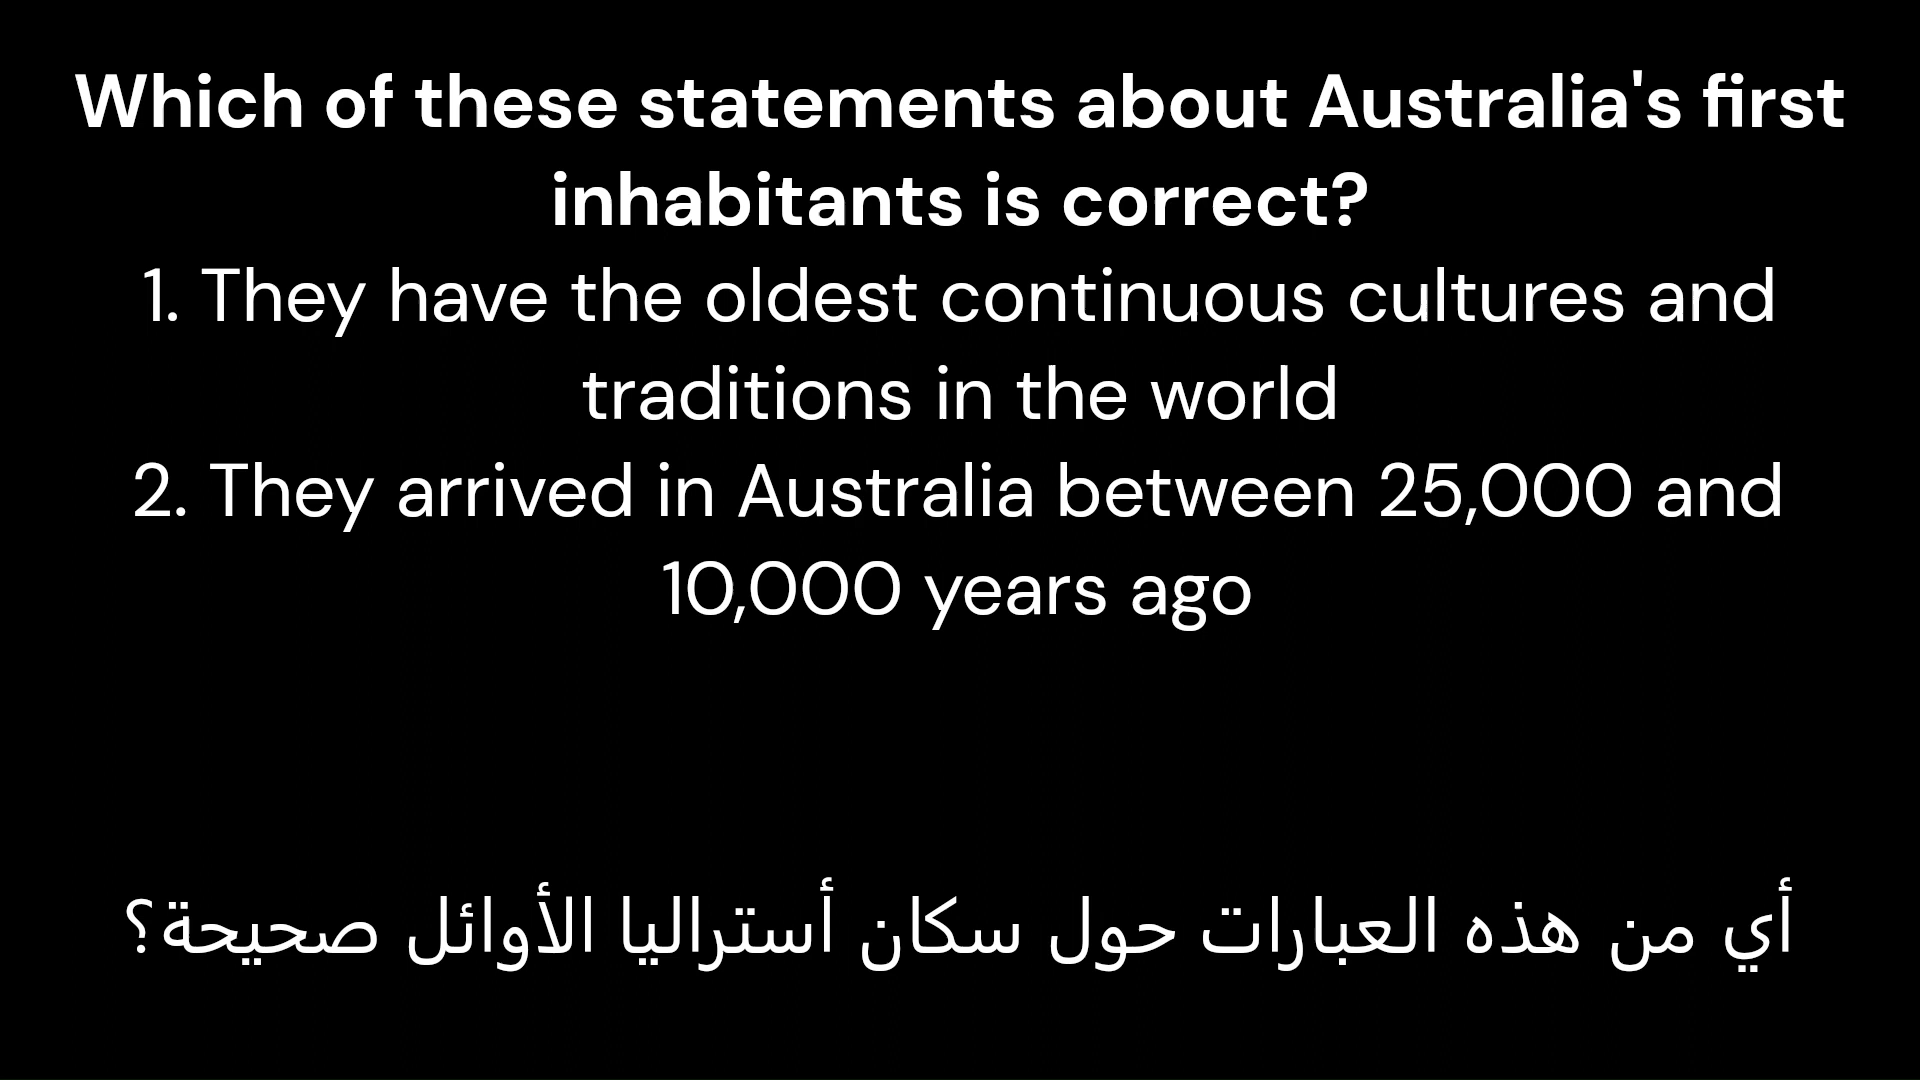 Which of these statements about Australia's first
inhabitants is correct?
1. They have the oldest continuous cultures and
traditions in the world
2. They arrived in Australia between 25,000 and
10,000 years ago
أي من هذه العبارات حول سكان أستراليا الأوائل صحيحة؟